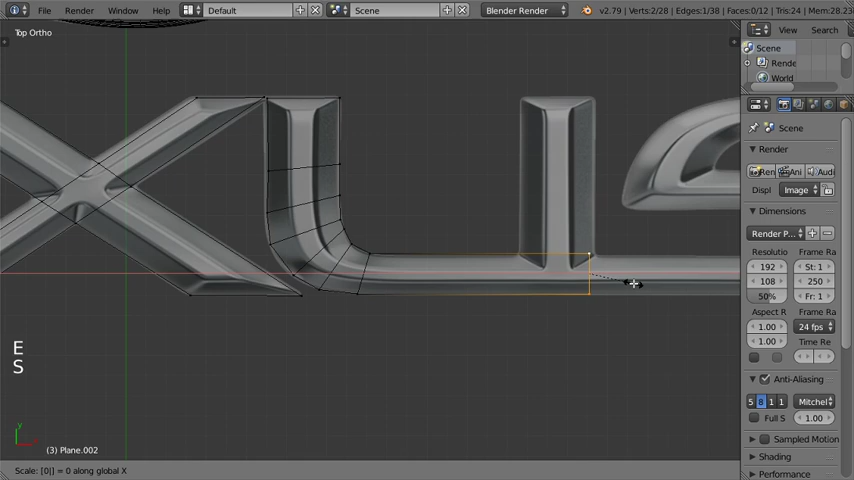 File Render Window Help Default Scene Blender Render v2.79 | Verts:2/28 | Edges:1/38 | Faces:0/12 | Tris:24 | Mem:28.23
Top Ortho
View Search
Scene
Rende
World
Scene
Render
Ren Ani Audi
Displ Image
Dimensions
Render P...
Resolutio Frame Ra
192 St: 1
108 250
50% Fr: 1
Aspect R Frame Ra
1.00 24 fps
1.00 Time Re
Anti-Aliasing
5 8 1 1 Mitchel
Full S 1.00
Sampled Motion
Shading
Performance
E
S
y
(3) Plane.002
Scale: [0|] = 0 along global X